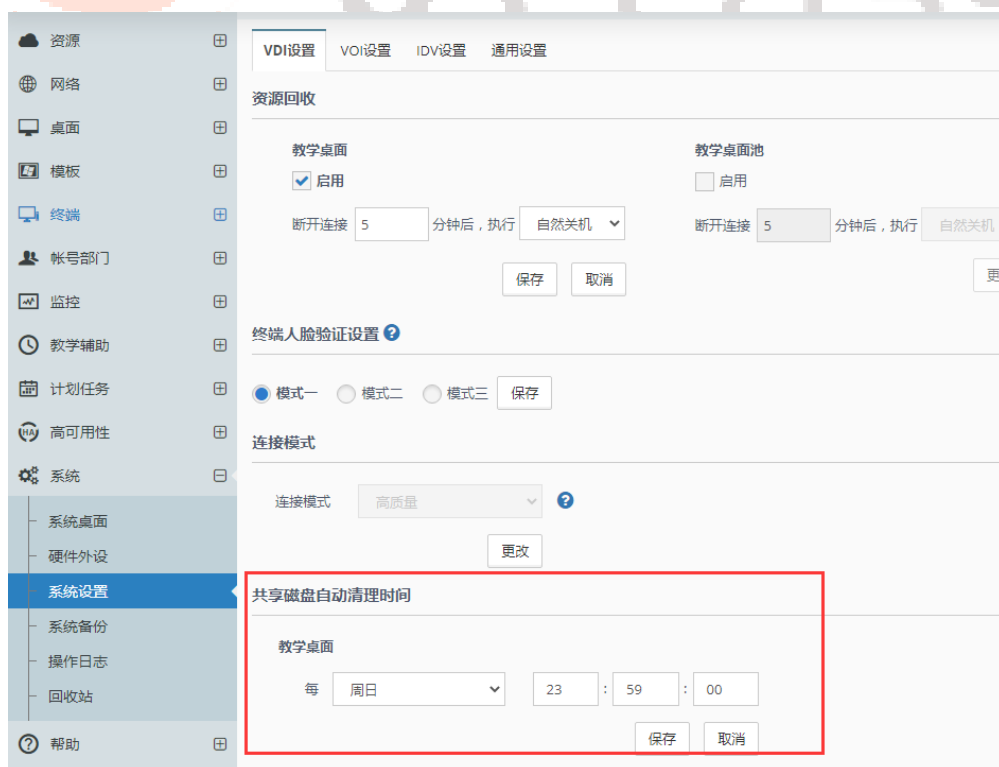 资源
网络
桌面
模板
终端
帐号部门
监控
教学辅助
计划任务
HA 高可用性
系统
系统桌面
硬件外设
系统设置
系统备份
操作日志
回收站
帮助
VDI设置 VOI设置 IDV设置 通用设置
资源回收
教学桌面 教学桌面池
启用 启用
断开连接 5 分钟后，执行 自然关机 断开连接 5 分钟后，执行 自然关机
保存 取消
终端人脸验证设置 ?
模式一 模式二 模式三 保存
连接模式
连接模式 高质量 ?
更改
共享磁盘自动清理时间
教学桌面
每 周日 23 : 59 : 00
保存 取消